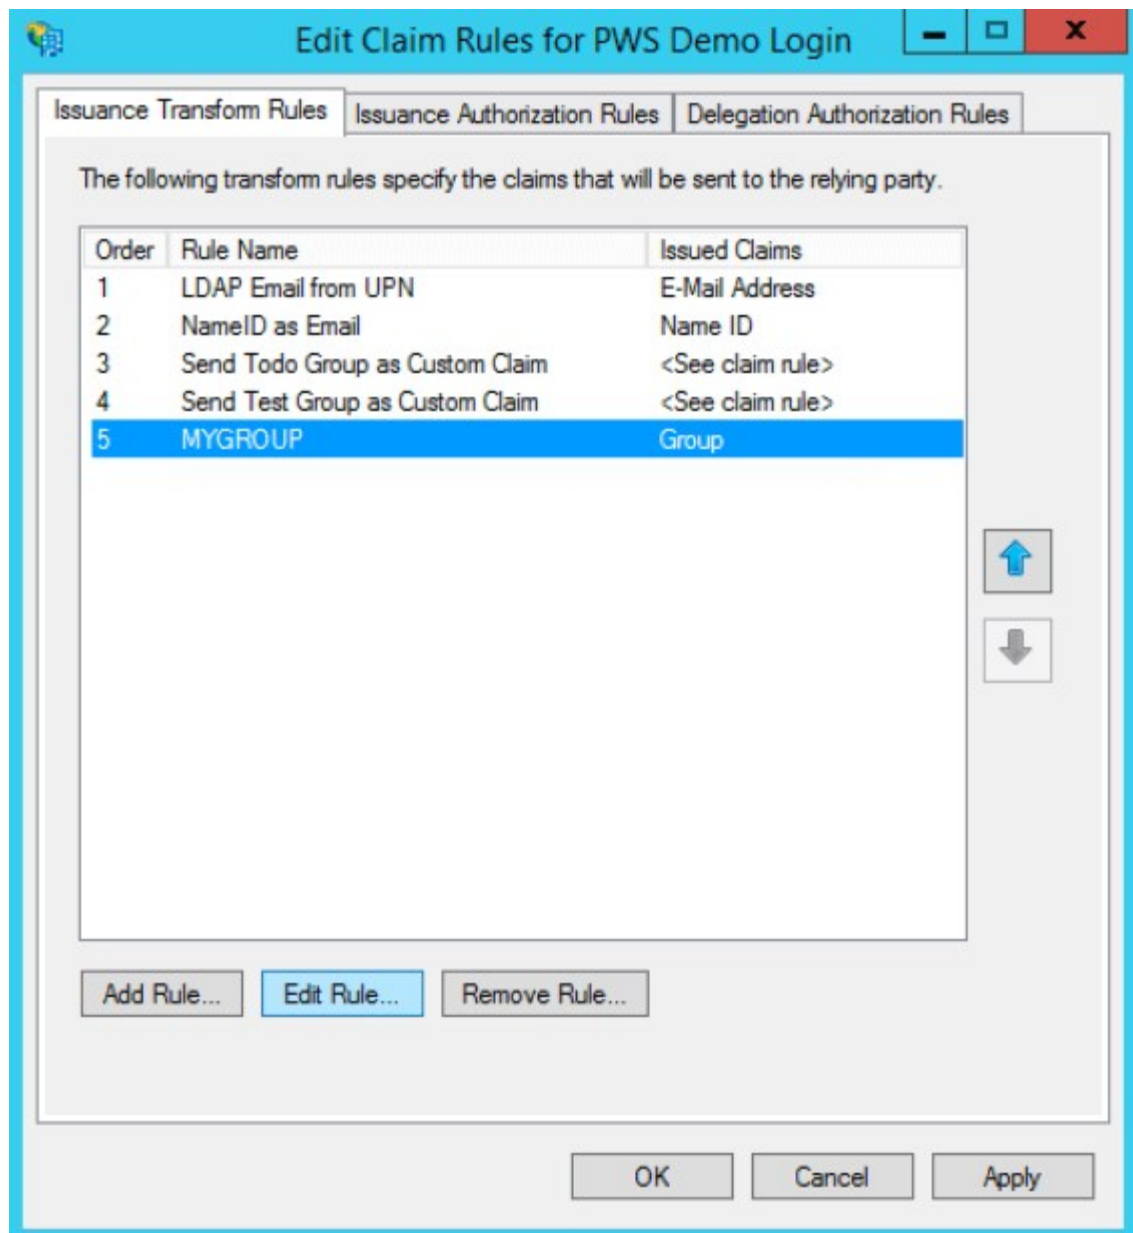 Edit Claim Rules for PWS Demo Login
Issuance Transform Rules Issuance Authorization Rules Delegation Authorization Rules
The following transform rules specify the claims that will be sent to the relying party.
Order Rule Name Issued Claims
1 LDAP Email from UPN E-Mail Address
2 NameID as Email Name ID
3 Send Todo Group as Custom Claim <See claim rule>
4 Send Test Group as Custom Claim <See claim rule>
5 MYGROUP Group
Add Rule... Edit Rule... Remove Rule...
OK Cancel Apply